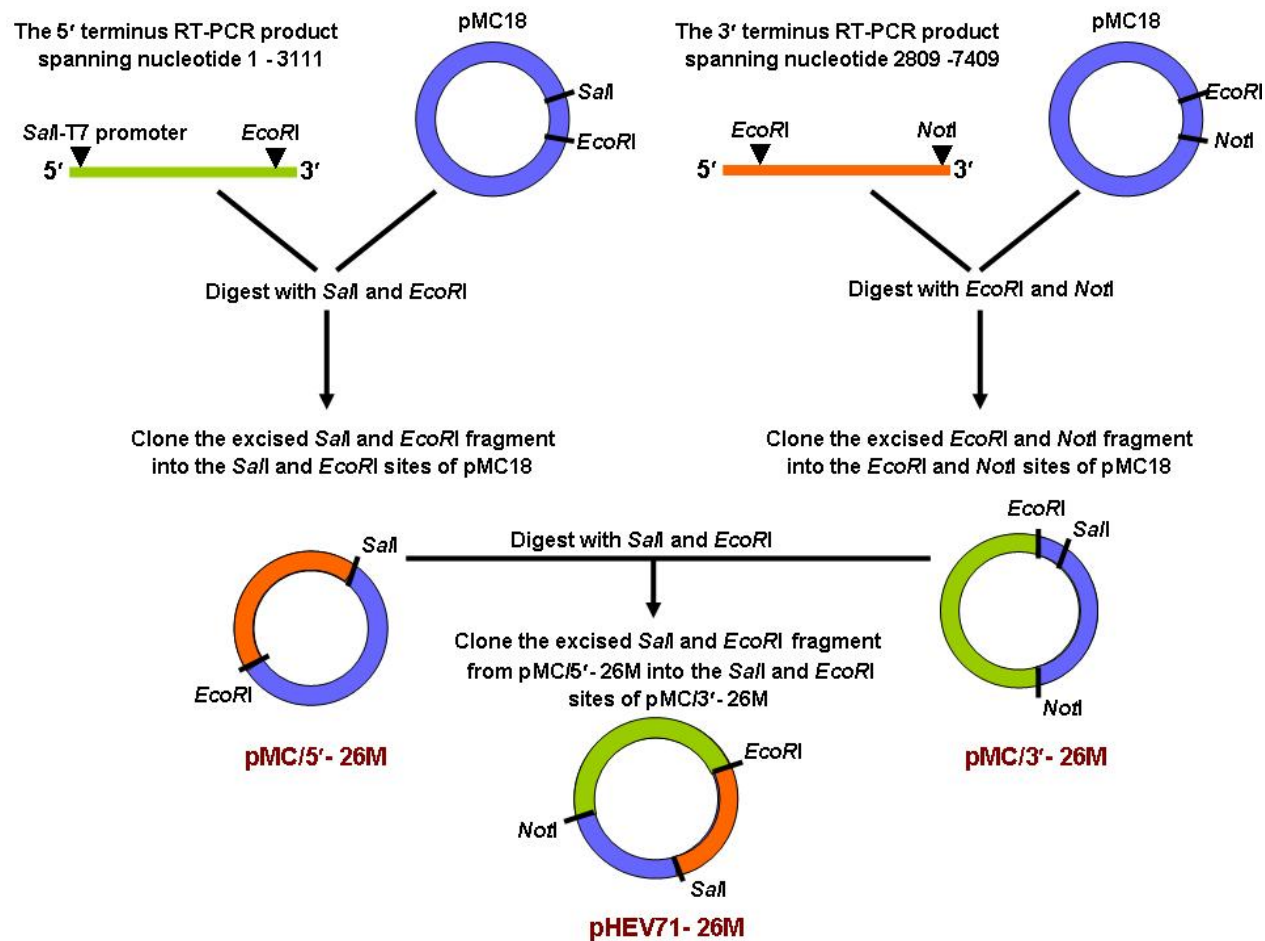 The 5′ terminus RT-PCR product
spanning nucleotide 1 - 3111
SalI-T7 promoter
EcoRI
5′
3′
pMC18
SalI
EcoRI
Digest with SalI and EcoRI
Clone the excised SalI and EcoRI fragment
into the SalI and EcoRI sites of pMC18
The 3′ terminus RT-PCR product
spanning nucleotide 2809 -7409
EcoRI
NotI
5′
3′
pMC18
EcoRI
NotI
Digest with EcoRI and NotI
Clone the excised EcoRI and NotI fragment
into the EcoRI and NotI sites of pMC18
SalI
EcoRI
pMC/5′- 26M
Digest with SalI and EcoRI
Clone the excised SalI and EcoRI fragment
from pMC/5′- 26M into the SalI and EcoRI
sites of pMC/3′- 26M
EcoRI
SalI
NotI
pMC/3′- 26M
EcoRI
NotI
SalI
pHEV71- 26M